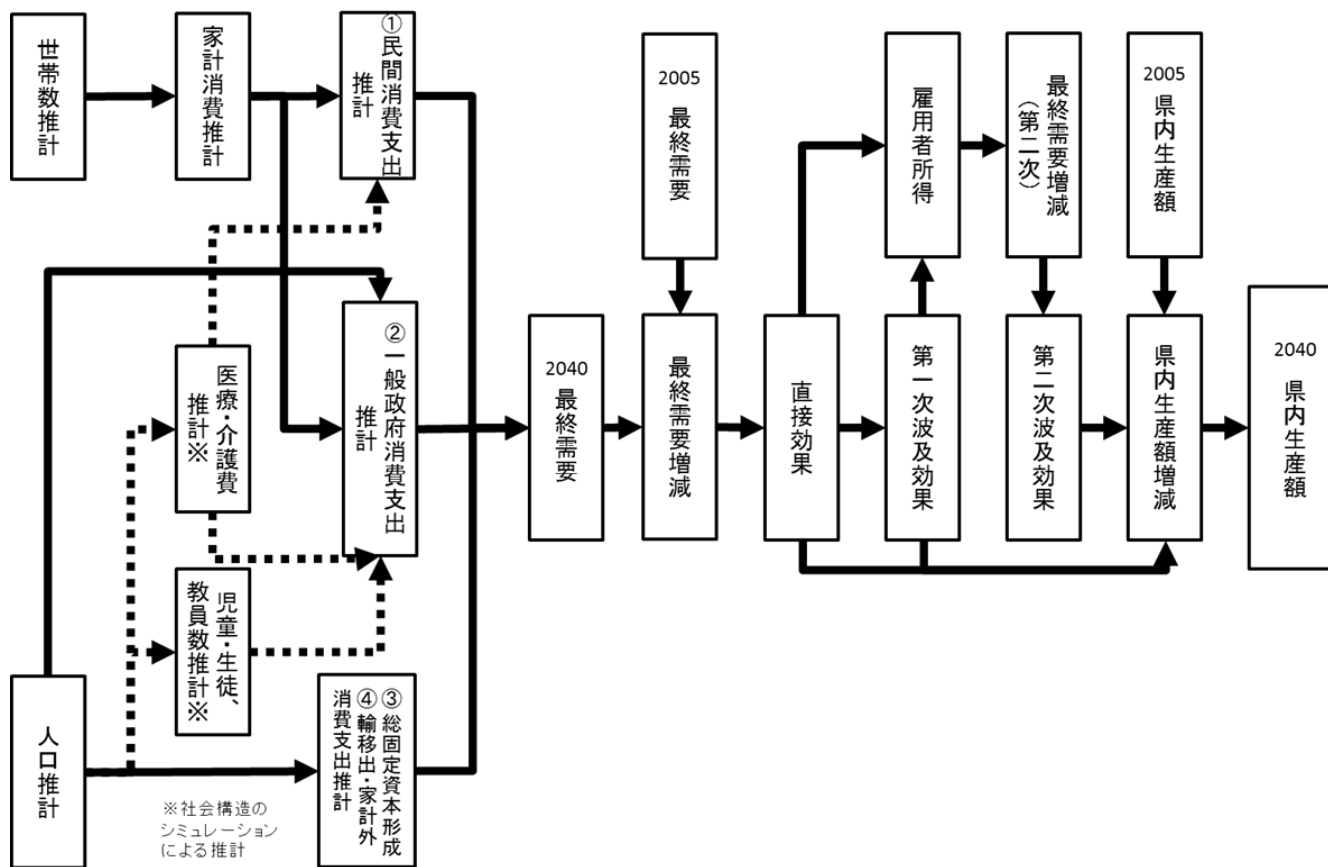 世帯数推計
家計消費推計
①民間消費支出
推計
2005
最終需要
雇用者所得
最終需要増減
（第二次）
2005
県内生産額
医療・介護費
推計※
②一般政府消費支出
推計
2040
最終需要
最終需要増減
直接効果
第一次波及効果
第二次波及効果
県内生産額増減
2040
県内生産額
児童・生徒、
教員数推計※
人口推計
③総固定資本形成
④輸移出・家計外
消費支出推計
※社会構造の
シミュレーション
による推計